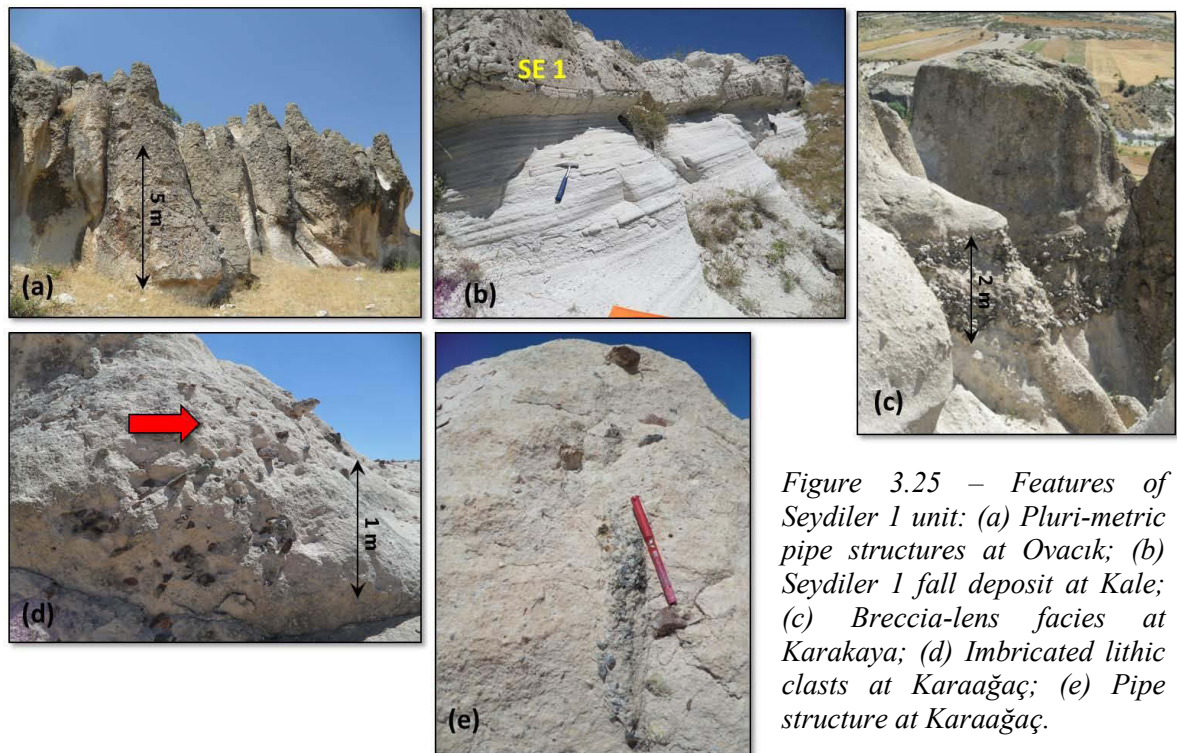 SE 1
5 m
(a)
(b)
2 m
(c)
1 m
(d)
(e)
Figure 3.25 – Features of
Seydiler 1 unit: (a) Pluri-metric
pipe structures at Ovacık; (b)
Seydiler 1 fall deposit at Kale;
(c) Breccia-lens facies at
Karakaya; (d) Imbricated lithic
clasts at Karaağaç; (e) Pipe
structure at Karaağaç.